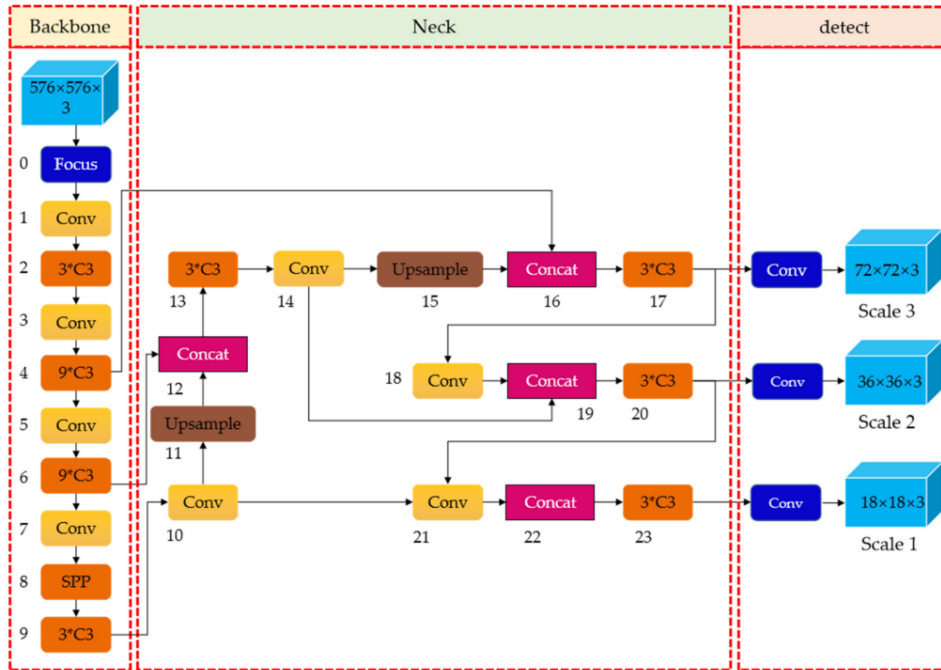 Backbone
Neck
detect
576×576×
3
0
Focus
1
Conv
2
3*C3
3
Conv
4
9*C3
5
Conv
6
9*C3
7
Conv
8
SPP
9
3*C3
3*C3
13
Conv
14
Upsample
15
Concat
16
3*C3
17
Conv
72×72×3
Scale 3
Concat
12
18
Conv
Concat
19
3*C3
20
Conv
36×36×3
Scale 2
Upsample
11
Conv
10
Conv
21
Concat
22
3*C3
23
Conv
18×18×3
Scale 1